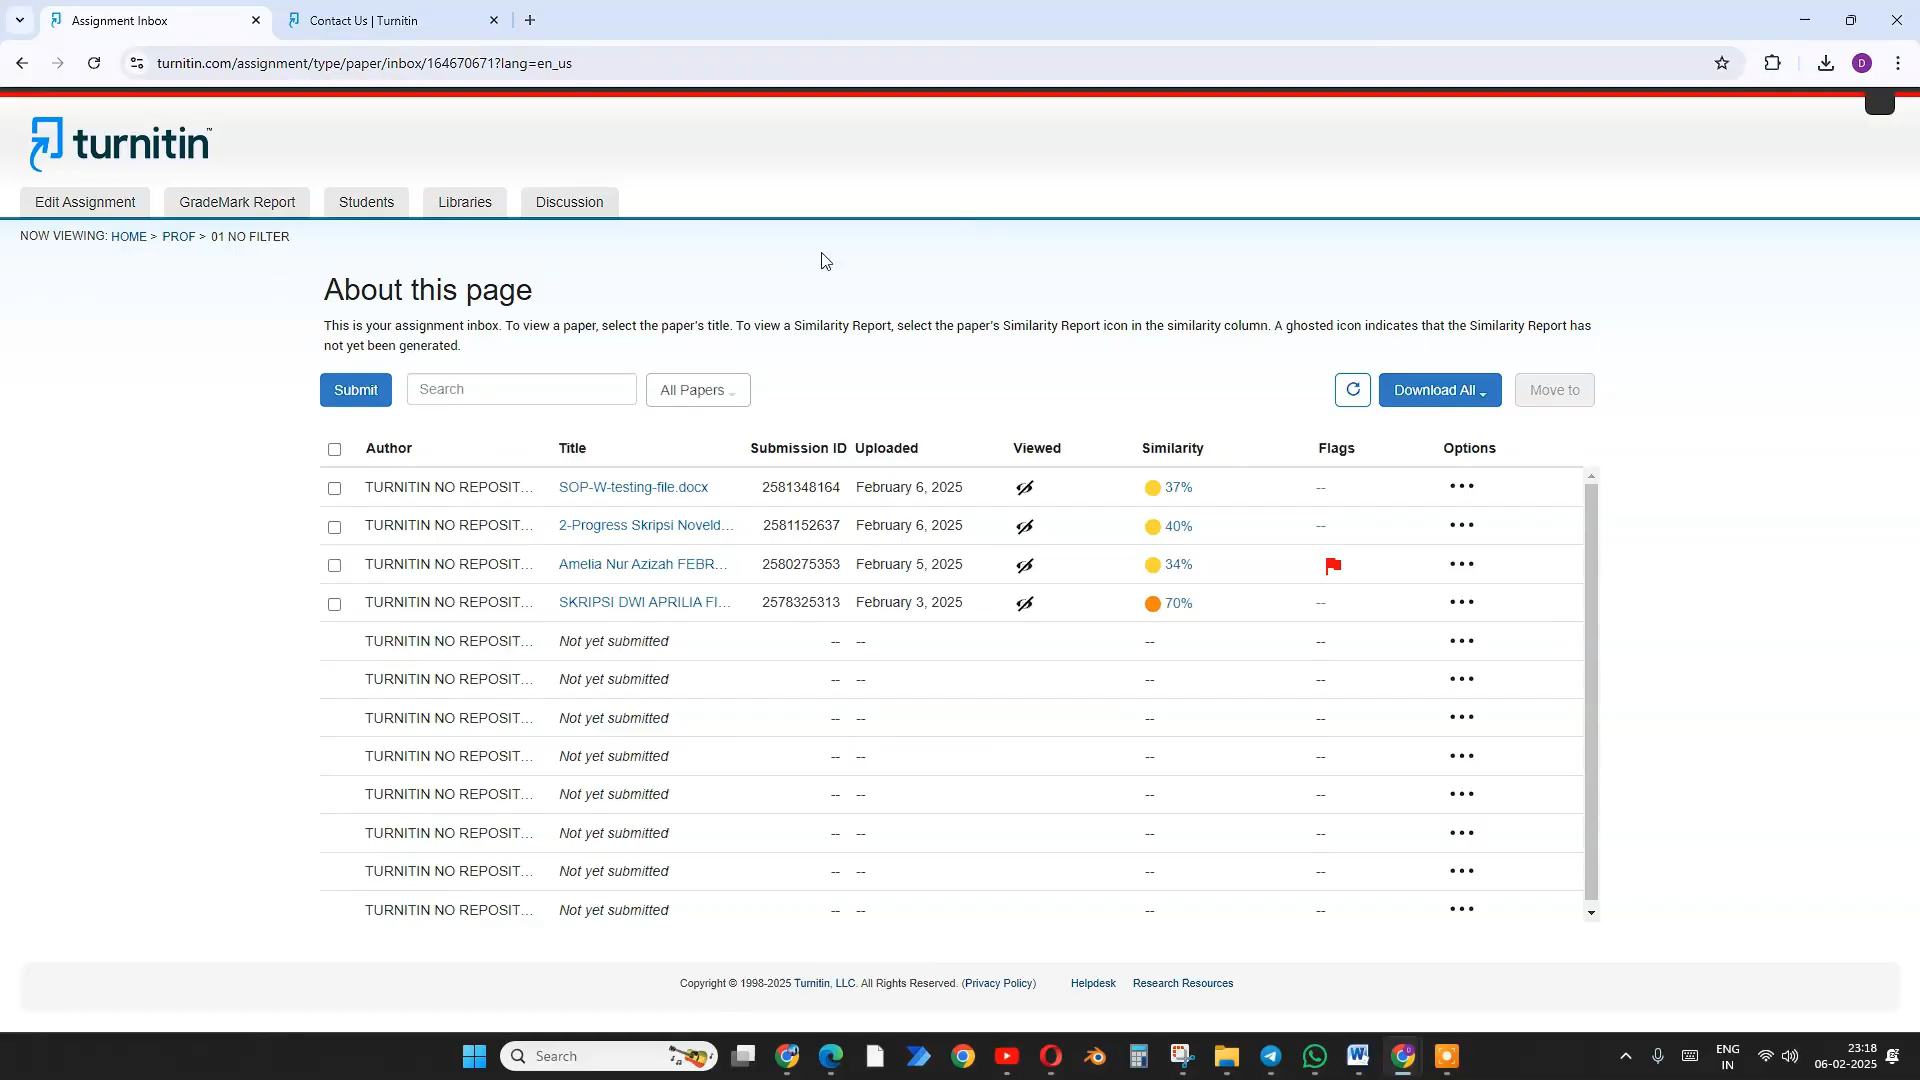 Assignment Inbox
Contact Us | Turnitin
turnitin.com/assignment/type/paper/inbox/164670671?lang=en_us
D
turnitin™
Edit Assignment
GradeMark Report
Students
Libraries
Discussion
NOW VIEWING: HOME > PROF > 01 NO FILTER
About this page
This is your assignment inbox. To view a paper, select the paper's title. To view a Similarity Report, select the paper's Similarity Report icon in the similarity column. A ghosted icon indicates that the Similarity Report has
not yet been generated.
Submit
Search
All Papers
Download All
Move to
Author Title Submission ID Uploaded Viewed Similarity Flags Options
TURNITIN NO REPOSIT... SOP-W-testing-file.docx 2581348164 February 6, 2025 37% --
TURNITIN NO REPOSIT... 2-Progress Skripsi Noveld... 2581152637 February 6, 2025 40% --
TURNITIN NO REPOSIT... Amelia Nur Azizah FEBR... 2580275353 February 5, 2025 34%
TURNITIN NO REPOSIT... SKRIPSI DWI APRILIA FI... 2578325313 February 3, 2025 70% --
TURNITIN NO REPOSIT... Not yet submitted -- -- -- --
TURNITIN NO REPOSIT... Not yet submitted -- -- -- --
TURNITIN NO REPOSIT... Not yet submitted -- -- -- --
TURNITIN NO REPOSIT... Not yet submitted -- -- -- --
TURNITIN NO REPOSIT... Not yet submitted -- -- -- --
TURNITIN NO REPOSIT... Not yet submitted -- -- -- --
TURNITIN NO REPOSIT... Not yet submitted -- -- -- --
TURNITIN NO REPOSIT... Not yet submitted -- -- -- --
Copyright © 1998-2025 Turnitin, LLC. All Rights Reserved. (Privacy Policy) Helpdesk Research Resources
Search
ENG
IN
23:18
06-02-2025